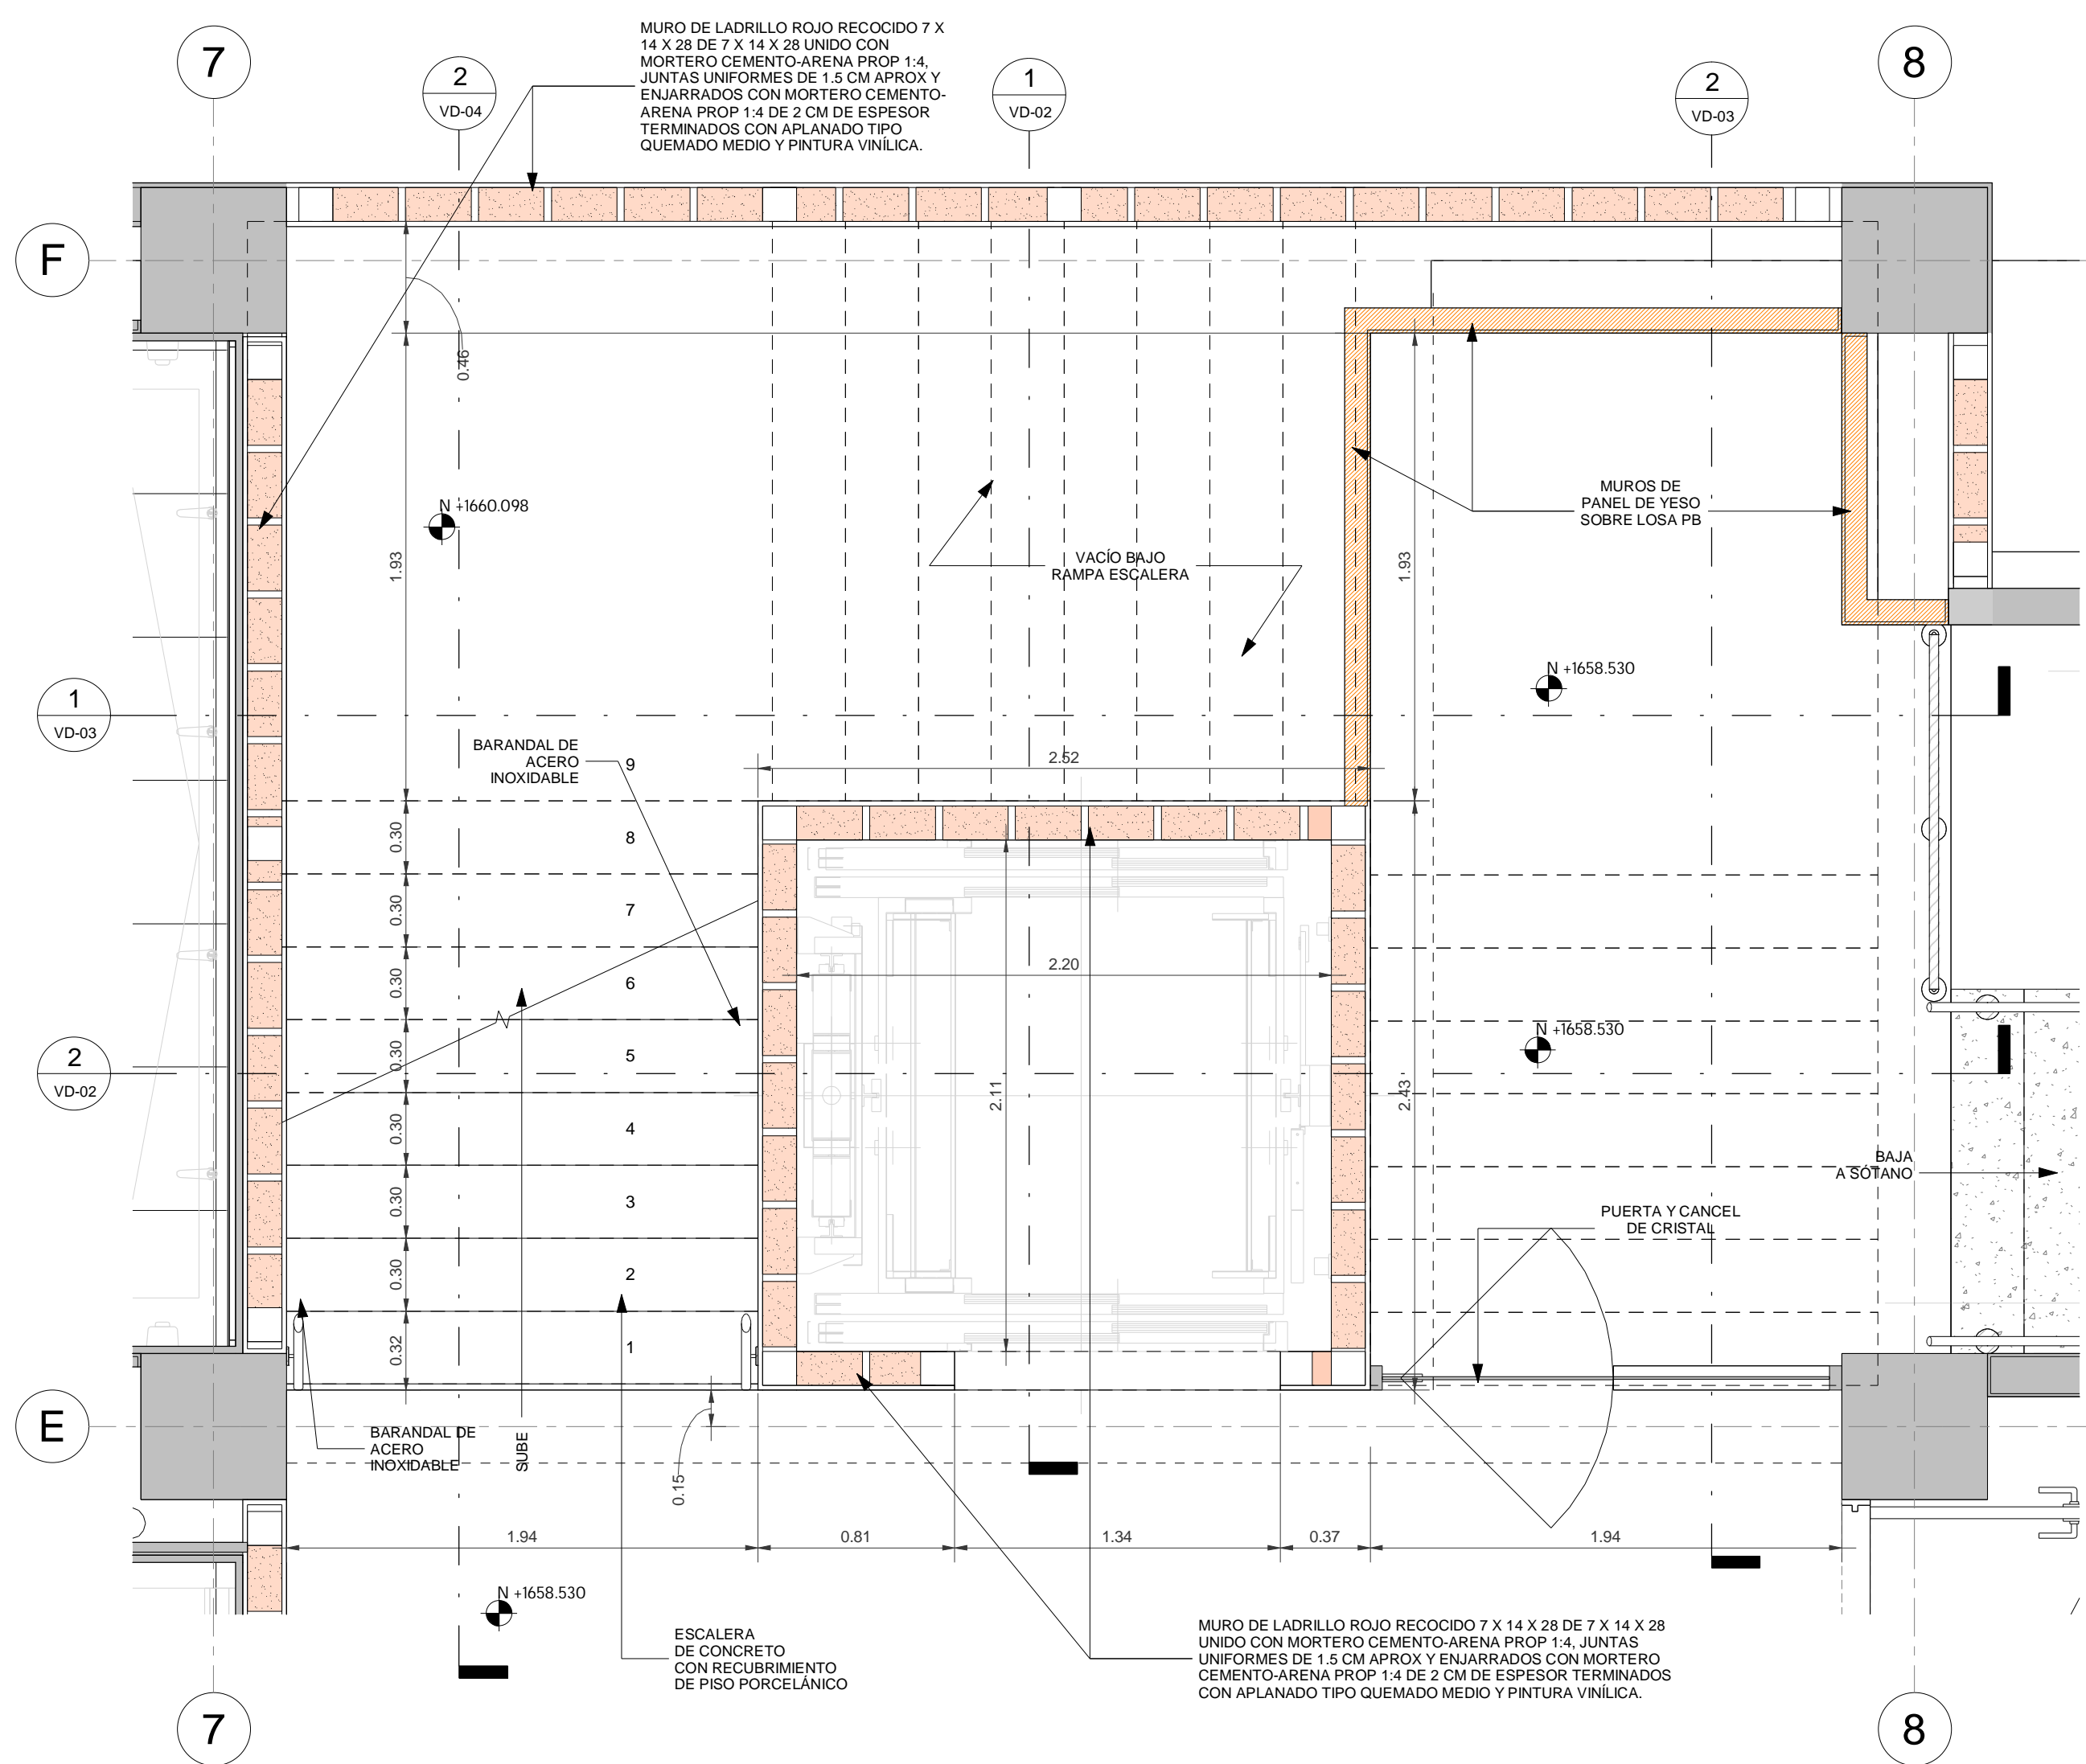 MURO DE LADRILLO ROJO RECOCIDO 7 X
14 X 28 DE 7 X 14 X 28 UNIDO CON
MORTERO CEMENTO-ARENA PROP 1:4,
JUNTAS UNIFORMES DE 1.5 CM APROX Y
ENJARRADOS CON MORTERO CEMENTO-
ARENA PROP 1:4 DE 2 CM DE ESPESOR
TERMINADOS CON APLANADO TIPO
QUEMADO MEDIO Y PINTURA VINÍLICA.
7
2
VD-04
1
VD-02
2
VD-03
8
F
0.46
N +1660.098
1.93
VACÍO BAJO
RAMPA ESCALERA
1.93
MUROS DE
PANEL DE YESO
SOBRE LOSA PB
N +1658.530
1
VD-03
BARANDAL DE
ACERO
INOXIDABLE
9
2.52
0.30
8
0.30
7
0.30
6
2.20
0.30
5
N +1658.530
2
VD-02
2.11
2.43
0.30
4
BAJA
A SÓTANO
0.30
3
PUERTA Y CANCEL
DE CRISTAL
0.30
2
0.32
1
E
BARANDAL DE
ACERO
INOXIDABLE
SUBE
0.15
1.94
0.81
1.34
0.37
1.94
N +1658.530
ESCALERA
DE CONCRETO
CON RECUBRIMIENTO
DE PISO PORCELÁNICO
MURO DE LADRILLO ROJO RECOCIDO 7 X 14 X 28 DE 7 X 14 X 28
UNIDO CON MORTERO CEMENTO-ARENA PROP 1:4, JUNTAS
UNIFORMES DE 1.5 CM APROX Y ENJARRADOS CON MORTERO
CEMENTO-ARENA PROP 1:4 DE 2 CM DE ESPESOR TERMINADOS
CON APLANADO TIPO QUEMADO MEDIO Y PINTURA VINÍLICA.
7
8